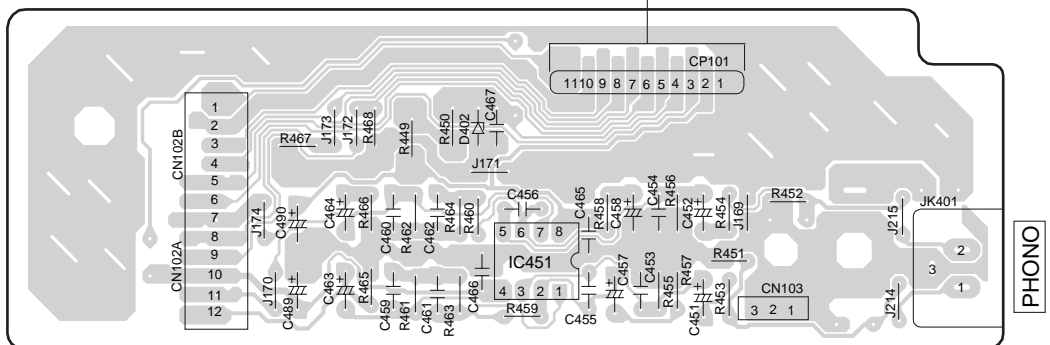 CP101
11 10 9 8 7 6 5 4 3 2 1
CN102B
CN102A
1
2
3
4
5
6
7
8
9
10
11
12
R467
J173
J172
R468
R449
R450
D402
C467
J171
J174
C490
C464
R466
C460
R462
C462
R464
R460
C456
C465
R458
C458
C454
R456
C452
R454
J169
R452
J215
JK401
5 6 7 8
IC451
4 3 2 1
J170
C489
C463
R465
C459
R461
C461
R463
C466
R459
C455
C457
C453
R455
R457
C451
R453
R451
CN103
3 2 1
J214
2
3
1
PHONO